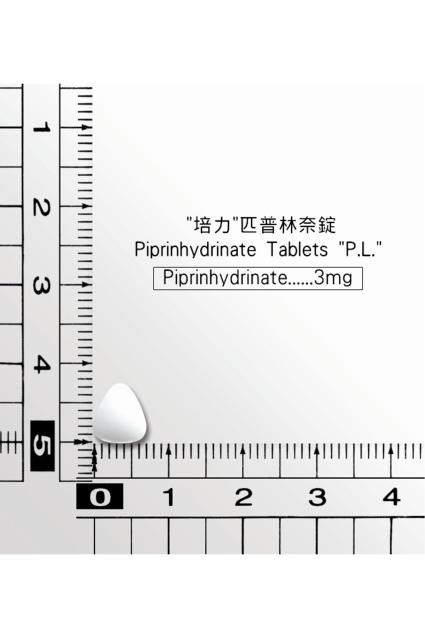 "培力"匹普林奈錠
Piprinhydrinate Tablets "P.L."
Piprinhydrinate......3mg
1
2
3
4
5
0 1 2 3 4